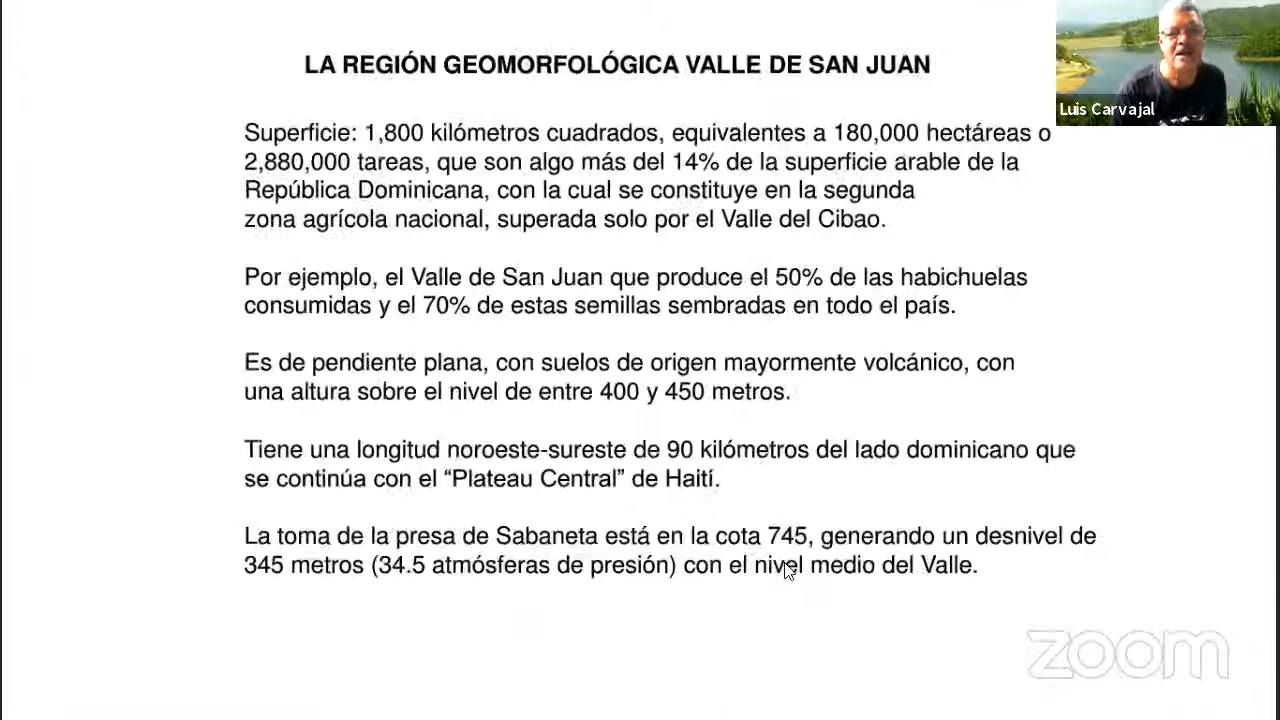 LA REGIÓN GEOMORFOLÓGICA VALLE DE SAN JUAN
Luis Carvajal
Superficie: 1,800 kilómetros cuadrados, equivalentes a 180,000 hectáreas o
2,880,000 tareas, que son algo más del 14% de la superficie arable de la
República Dominicana, con la cual se constituye en la segunda
zona agrícola nacional, superada solo por el Valle del Cibao.
Por ejemplo, el Valle de San Juan que produce el 50% de las habichuelas
consumidas y el 70% de estas semillas sembradas en todo el país.
Es de pendiente plana, con suelos de origen mayormente volcánico, con
una altura sobre el nivel de entre 400 y 450 metros.
Tiene una longitud noroeste-sureste de 90 kilómetros del lado dominicano que
se continúa con el “Plateau Central” de Haití.
La toma de la presa de Sabaneta está en la cota 745, generando un desnivel de
345 metros (34.5 atmósferas de presión) con el nivel medio del Valle.
zoom